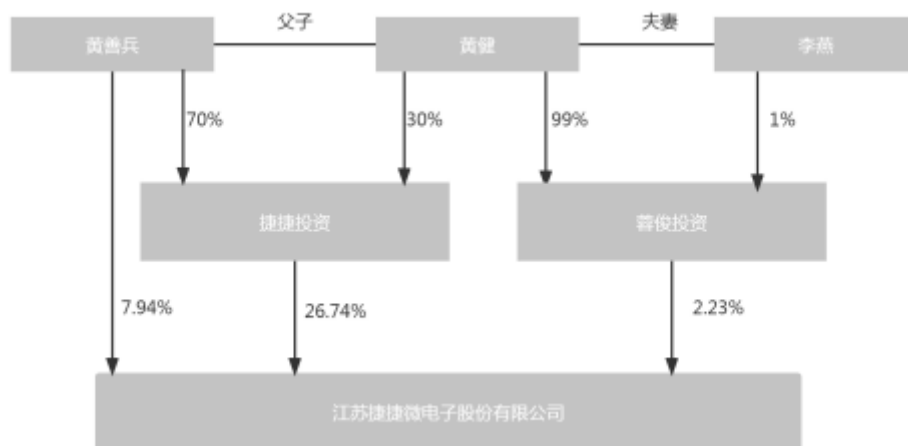 父子
夫妻
黄善兵
黄健
李燕
70%
30%
99%
1%
捷捷投资
蓉俊投资
7.94%
26.74%
2.23%
江苏捷捷微电子股份有限公司